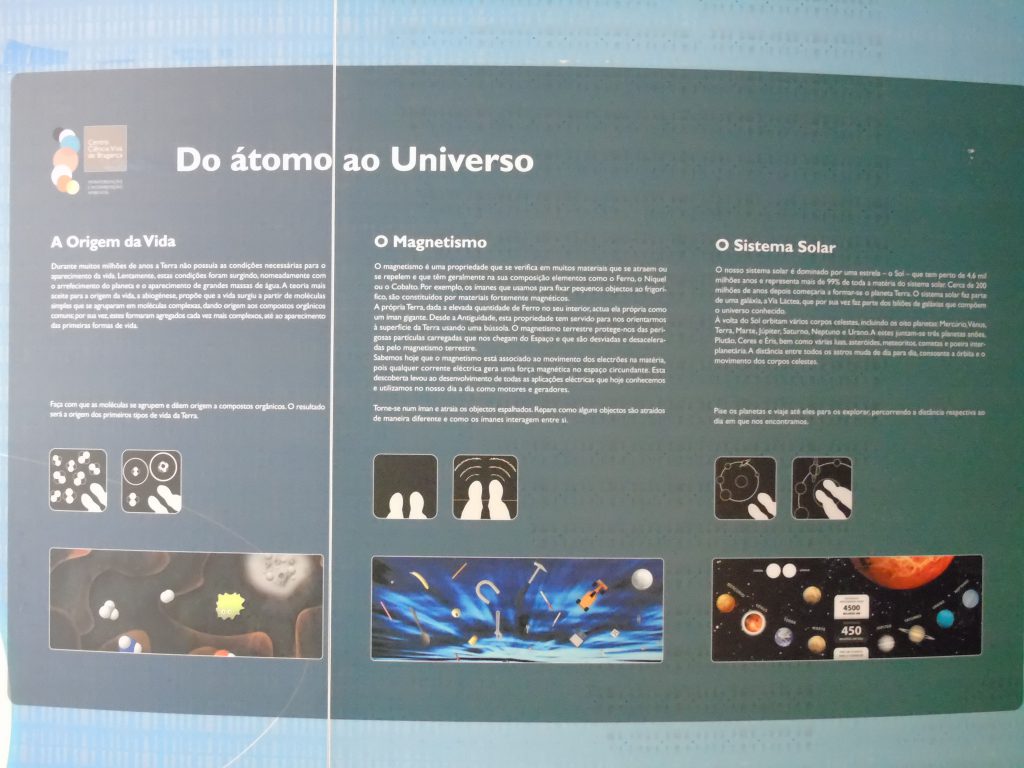 Centro
Ciência Viva
de Bragança
Do átomo ao Universo
A Origem da Vida
Durante muitos milhões de anos a Terra não possuia as condições necessárias para o
aparecimento da vida. Lentamente, estas condições foram surgindo, nomeadamente com
o arrefecimento do planeta e o aparecimento de grandes massas de água. A teoria mais
aceite para a origem da vida, a abiogénese, propõe que a vida surgiu a partir de moléculas
simples que se agruparam em moléculas complexas, dando origem aos compostos orgânicos
comuns; por sua vez, estes formaram agregados cada vez mais complexos, até ao aparecimento
das primeiras formas de vida.
Faça com que as moléculas se agrupem e dêem origem a compostos orgânicos. O resultado
será a origem dos primeiros tipos de vida da Terra.
O Magnetismo
O magnetismo é uma propriedade que se verifica em muitos materiais que se atraem ou
se repelem e que têm geralmente na sua composição elementos como o Ferro, o Níquel
ou o Cobalto. Por exemplo, os ímanes que usamos para fixar pequenos objectos ao frigorí-
fico, são constituídos por materiais fortemente magnéticos.
A própria Terra, dada a elevada quantidade de Ferro no seu interior, actua ela própria como
um íman gigante. Desde a Antiguidade, esta propriedade tem servido para nos orientarmos
à superfície da Terra usando uma bússola. O magnetismo terrestre protege-nos das peri-
gosas partículas carregadas que nos chegam do Espaço e que são desviadas e desacelera-
das pelo magnetismo terrestre.
Sabemos hoje que o magnetismo está associado ao movimento dos electrões na matéria,
pois qualquer corrente eléctrica gera uma força magnética no espaço circundante. Esta
descoberta levou ao desenvolvimento de todas as aplicações eléctricas que hoje conhecemos
e utilizamos no nosso dia a dia como motores e geradores.
Torne-se num íman e atraia os objectos espalhados. Repare como alguns objectos são atraídos
de maneira diferente e como os ímanes interagem entre si.
O Sistema Solar
O nosso sistema solar é dominado por uma estrela – o Sol – que tem perto de 4,6 mil
milhões de anos e representa mais de 99% de toda a matéria do sistema solar. Cerca de 200
milhões de anos depois começaria a formar-se o planeta Terra. O sistema solar faz parte
de uma galáxia, a Via Láctea, que por sua vez faz parte dos biliões de galáxias que compõem
o universo conhecido.
À volta do Sol orbitam vários corpos celestes, incluindo os oito planetas: Mercúrio, Vénus,
Terra, Marte, Júpiter, Saturno, Neptuno e Urano. A estes juntam-se três planetas anões,
Plutão, Ceres e Éris, bem como várias luas, asteróides, meteoritos, cometas e poeira inter-
planetária. A distância entre todos os astros muda de dia para dia, consoante a órbita e o
movimento dos corpos celestes.
Pise os planetas e viaje até eles para os explorar, percorrendo a distância respectiva ao
dia em que nos encontramos.
4500
450